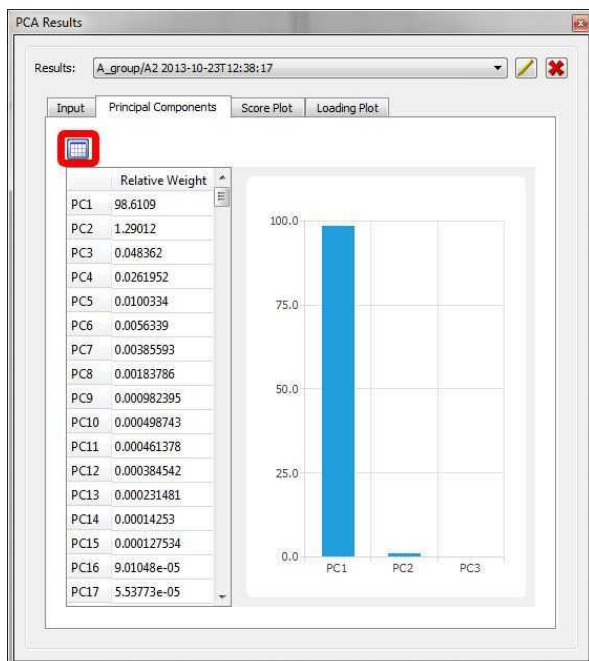 PCA Results
Results: A_group/A2 2013-10-23T12:38:17
Input Principal Components Score Plot Loading Plot
Relative Weight
PC1 98.6109
PC2 1.29012
PC3 0.048362
PC4 0.0261952
PC5 0.0100334
PC6 0.0056339
PC7 0.00385593
PC8 0.00183786
PC9 0.000982395
PC10 0.000498743
PC11 0.000461378
PC12 0.000384542
PC13 0.000231481
PC14 0.00014253
PC15 0.000127534
PC16 9.01048e-05
PC17 5.53773e-05
100.0
75.0
50.0
25.0
0.0
PC1 PC2 PC3